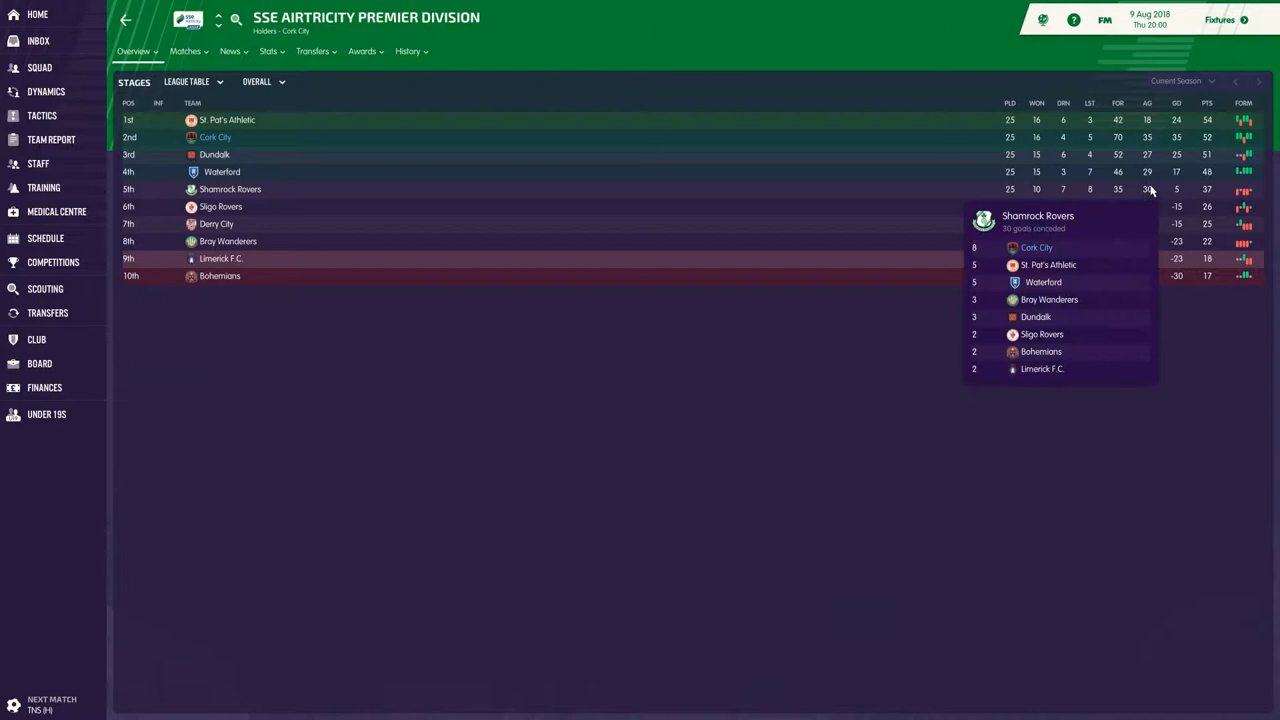 HOME
INBOX
SQUAD
DYNAMICS
TACTICS
TEAM REPORT
STAFF
TRAINING
MEDICAL CENTRE
SCHEDULE
COMPETITIONS
SCOUTING
TRANSFERS
CLUB
BOARD
FINANCES
UNDER 19S
NEXT MATCH
TNS (H)
SSE AIRTRICITY PREMIER DIVISION
Holders - Cork City
? FM 9 Aug 2018
Thu 20:00
Fixtures
Overview Matches News Stats Transfers Awards History
STAGES LEAGUE TABLE OVERALL Current Season
POS INF TEAM PLD WON DRN LST FOR AG GD PTS FORM
1st St. Pat's Athletic 25 16 6 3 42 18 24 54
2nd Cork City 25 16 4 5 70 35 35 52
3rd Dundalk 25 15 6 4 52 27 25 51
4th Waterford 25 15 3 7 46 29 17 48
5th Shamrock Rovers 25 10 7 8 35 30 5 37
6th Sligo Rovers -15 26
7th Derry City -15 25
8th Bray Wanderers -23 22
9th Limerick F.C. -23 18
10th Bohemians -30 17
Shamrock Rovers
30 goals conceded
8 Cork City
5 St. Pat's Athletic
5 Waterford
3 Bray Wanderers
3 Dundalk
2 Sligo Rovers
2 Bohemians
2 Limerick F.C.